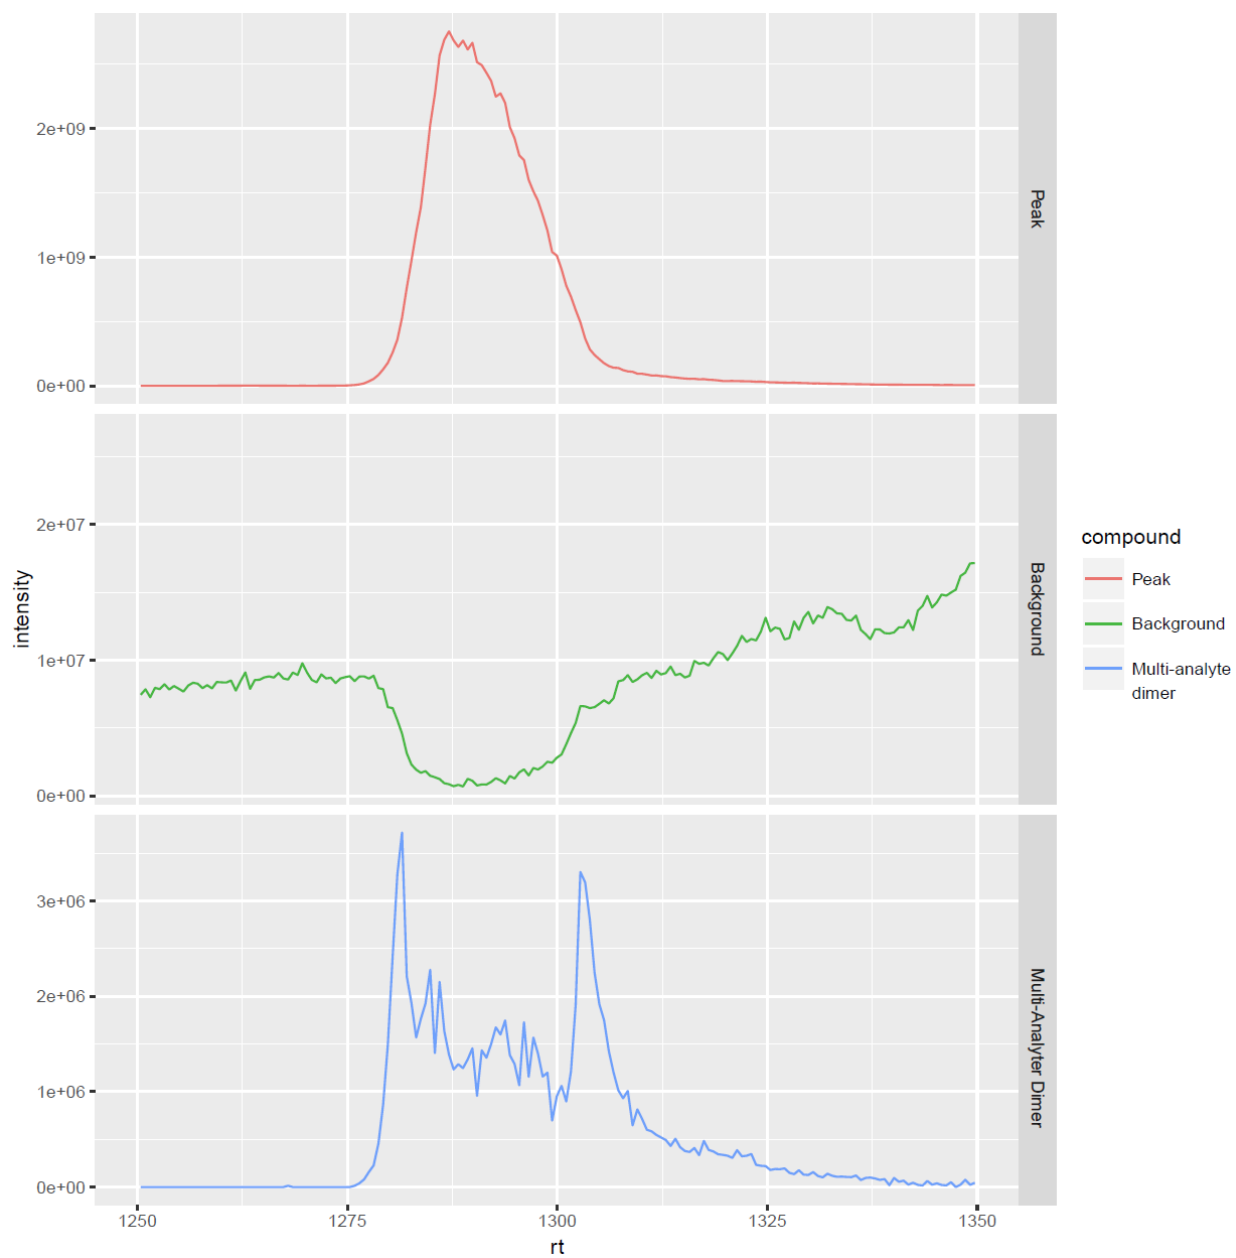 2e+09
1e+09
0e+00
Peak
2e+07
1e+07
0e+00
Background
3e+06
2e+06
1e+06
0e+00
Multi-Analyter Dimer
1250
1275
1300
1325
1350
rt
intensity
compound
Peak
Background
Multi-analyte
dimer